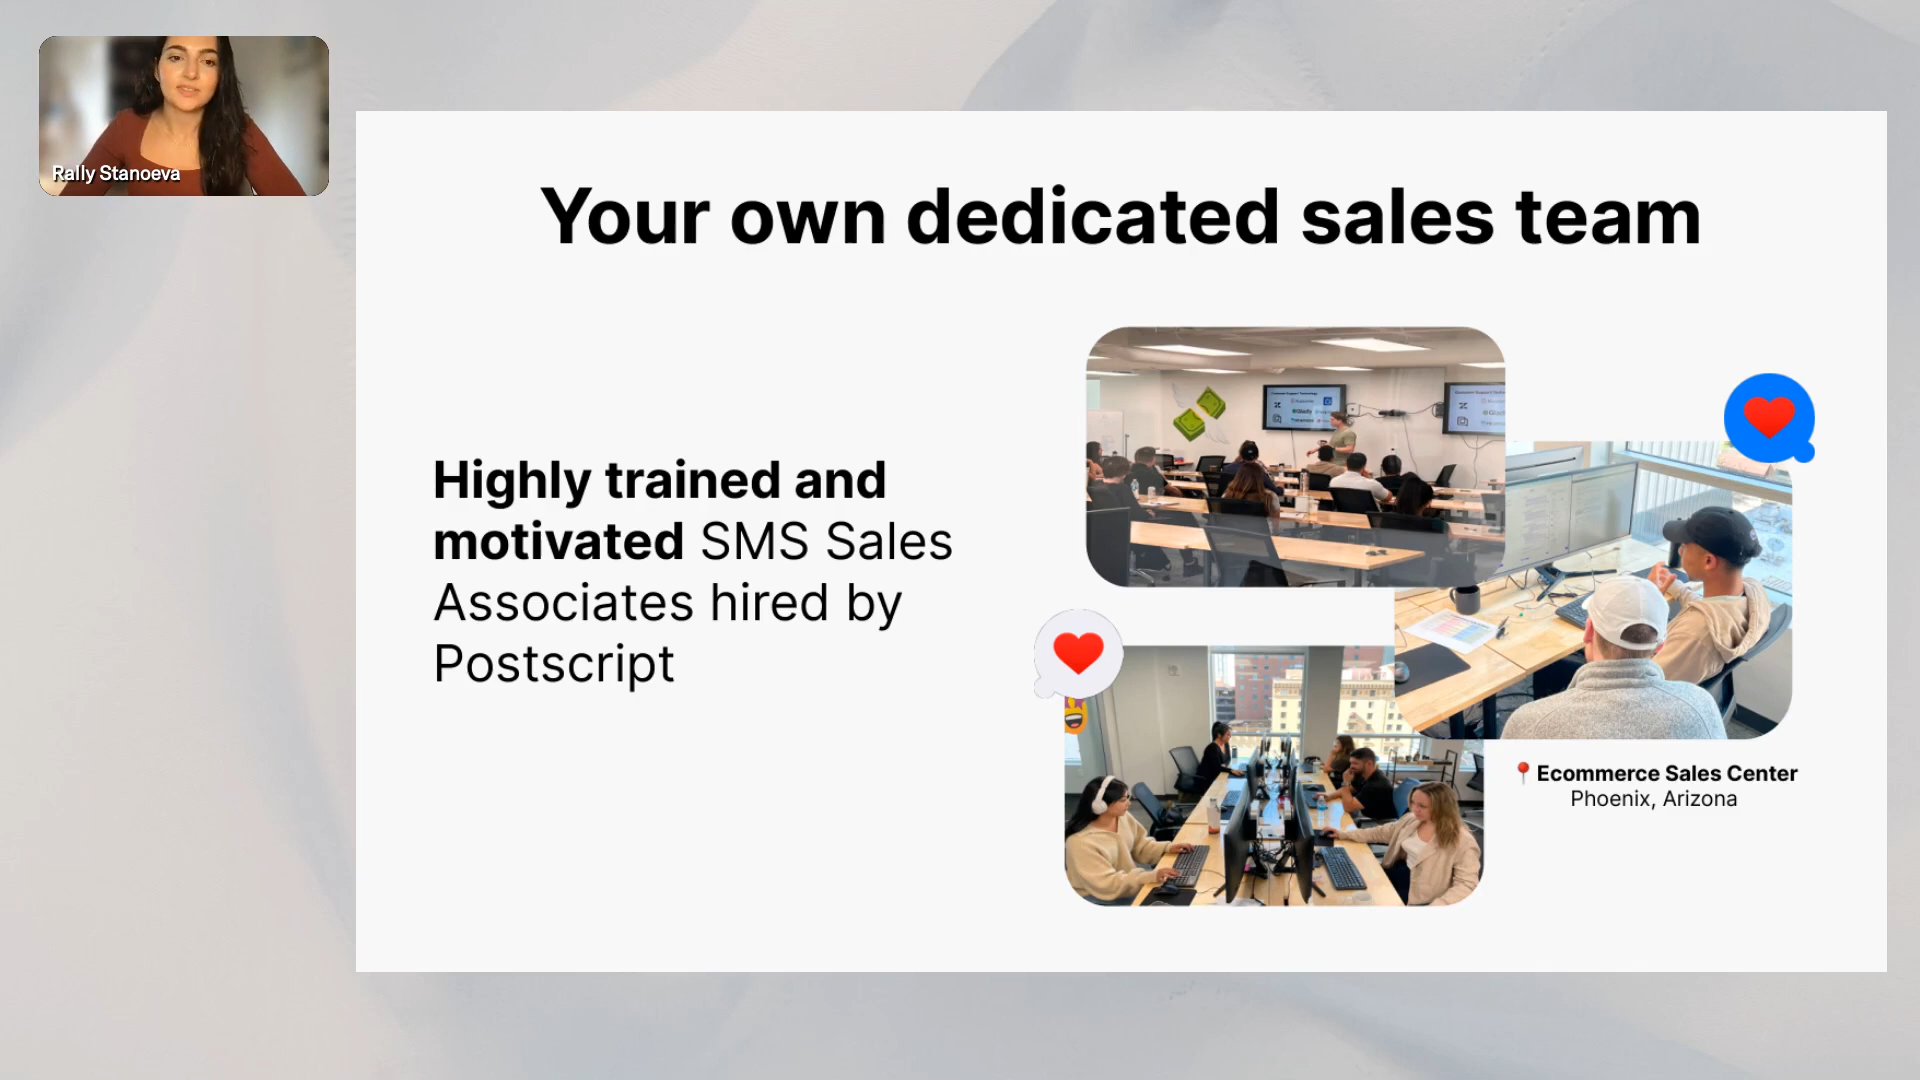 Rally Stanoeva
Your own dedicated sales team
Highly trained and
motivated SMS Sales
Associates hired by
Postscript
Ecommerce Sales Center
Phoenix, Arizona